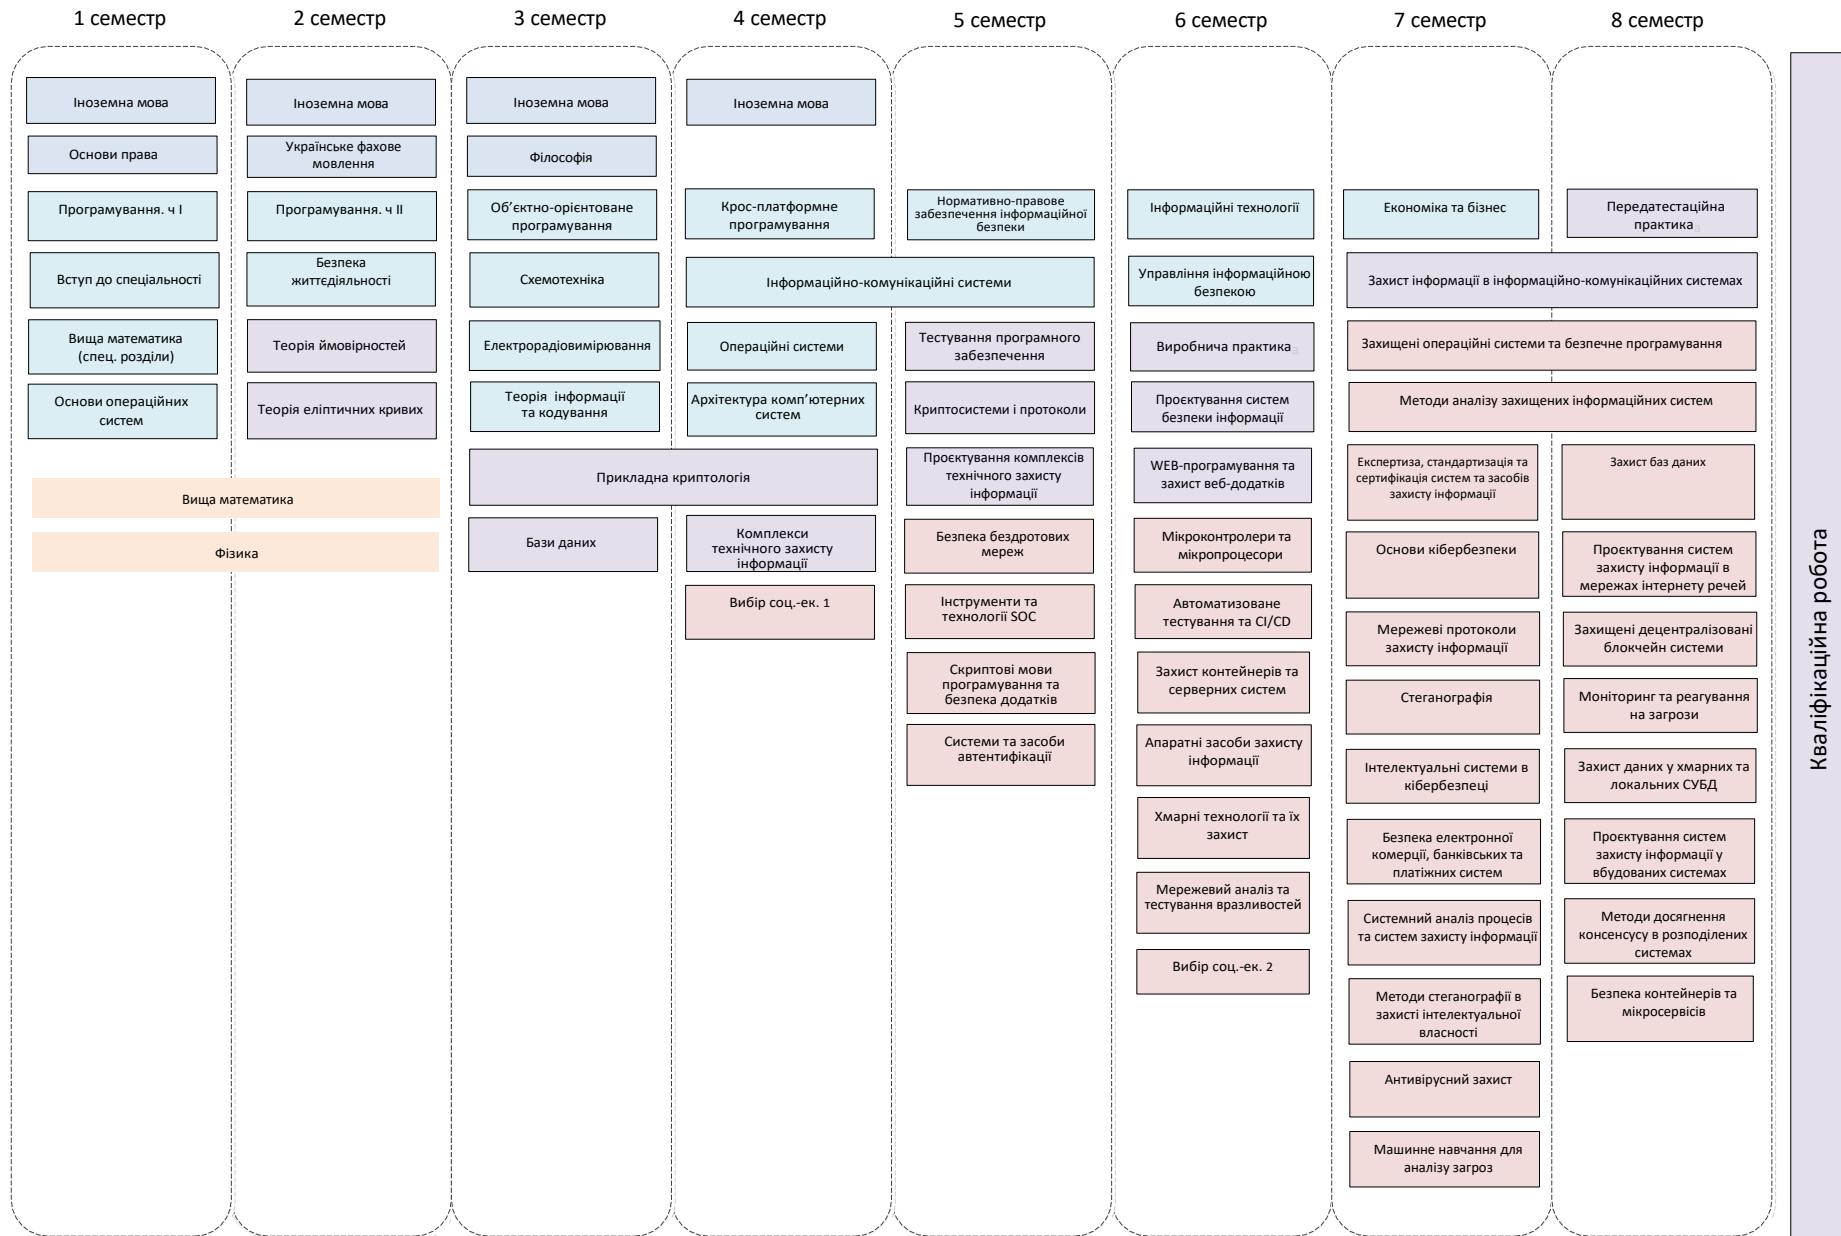 1 семестр
2 семестр
3 семестр
4 семестр
5 семестр
6 семестр
7 семестр
8 семестр
Іноземна мова
Основи права
Програмування. ч І
Вступ до спеціальності
Вища математика
(спец. розділи)
Основи операційних
систем
Вища математика
Фізика
Іноземна мова
Українське фахове
мовлення
Програмування. ч ІІ
Безпека
життєдіяльності
Теорія ймовірностей
Теорія еліптичних кривих
Іноземна мова
Філософія
Об’єктно-орієнтоване
програмування
Схемотехніка
Електрорадіовимірювання
Теорія інформації
та кодування
Прикладна криптологія
Бази даних
Іноземна мова
Крос-платформне
програмування
Інформаційно-комунікаційні системи
Операційні системи
Архітектура комп’ютерних
систем
Комплекси
технічного захисту
інформації
Вибір соц.-ек. 1
Нормативно-правове
забезпечення інформаційної
безпеки
Тестування програмного
забезпечення
Криптосистеми і протоколи
Проєктування комплексів
технічного захисту
інформації
Безпека бездротових
мереж
Інструменти та
технології SOC
Скриптові мови
програмування та
безпека додатків
Системи та засоби
автентифікації
Інформаційні технології
Управління інформаційною
безпекою
Виробнича практика
Проєктування систем
безпеки інформації
WEB-програмування та
захист веб-додатків
Мікроконтролери та
мікропроцесори
Автоматизоване
тестування та CI/CD
Захист контейнерів та
серверних систем
Апаратні засоби захисту
інформації
Хмарні технології та їх
захист
Мережевий аналіз та
тестування вразливостей
Вибір соц.-ек. 2
Економіка та бізнес
Захист інформації в інформаційно-комунікаційних системах
Захищені операційні системи та безпечне програмування
Методи аналізу захищених інформаційних систем
Експертиза, стандартизація та
сертифікація систем та засобів
захисту інформації
Основи кібербезпеки
Мережеві протоколи
захисту інформації
Стеганографія
Інтелектуальні системи в
кібербезпеці
Безпека електронної
комерції, банківських та
платіжних систем
Системний аналіз процесів
та систем захисту інформації
Методи стеганографії в
захисті інтелектуальної
власності
Антивірусний захист
Машинне навчання для
аналізу загроз
Передатестаційна
практика
Захист баз даних
Проєктування систем
захисту інформації в
мережах інтернету речей
Захищені децентралізовані
блокчейн системи
Моніторинг та реагування
на загрози
Захист даних у хмарних та
локальних СУБД
Проєктування систем
захисту інформації у
вбудованих системах
Методи досягнення
консенсусу в розподілених
системах
Безпека контейнерів та
мікросервісів
Кваліфікаційна робота